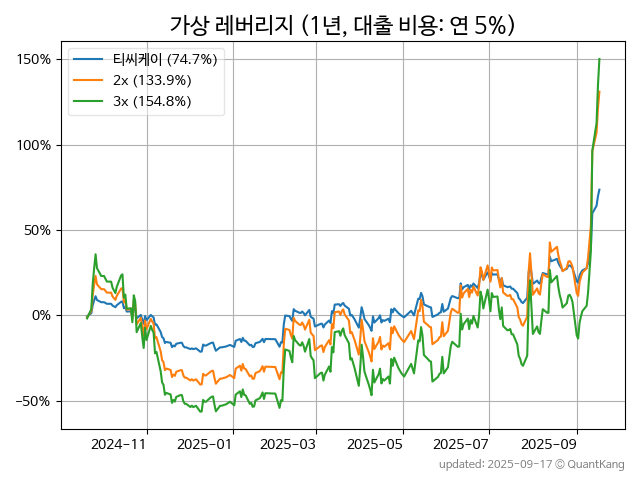 가상 레버리지 (1년, 대출 비용: 연 5%)
티씨케이 (74.7%)
2x (133.9%)
3x (154.8%)
150%
100%
50%
0%
−50%
2024-11 2025-01 2025-03 2025-05 2025-07 2025-09
updated: 2025-09-17 © QuantKang